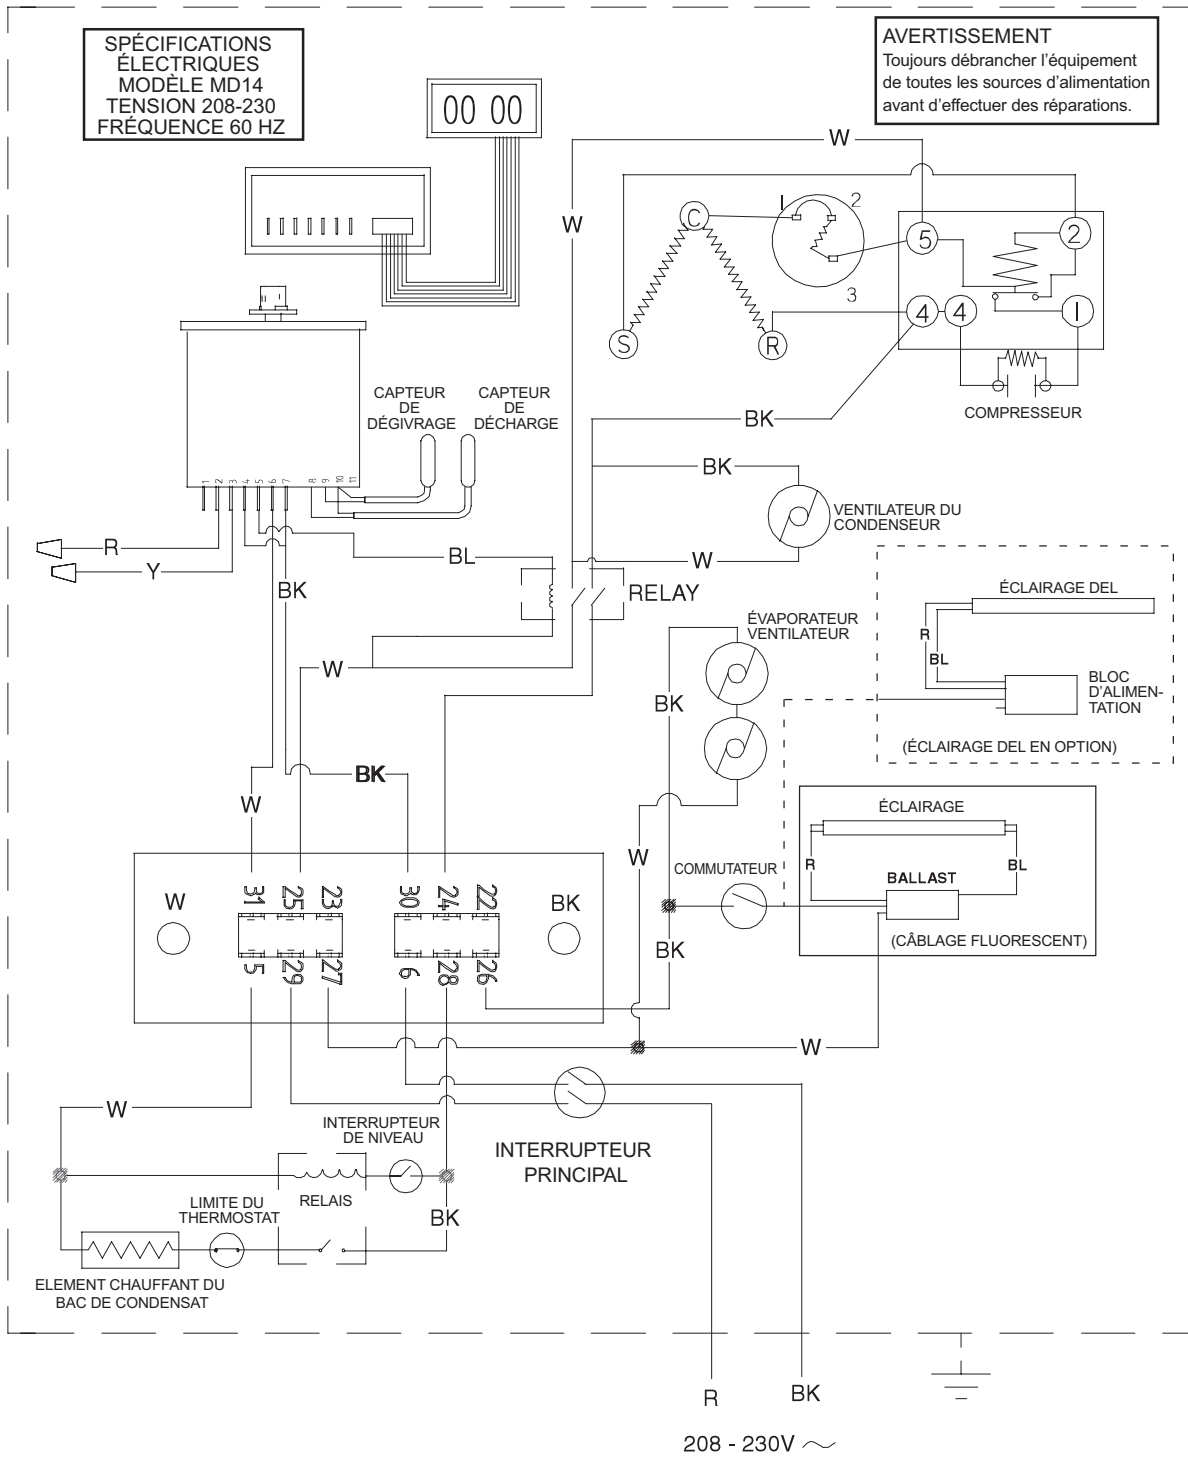 SPÉCIFICATIONS
ÉLECTRIQUES
MODÈLE MD14
TENSION 208-230
FRÉQUENCE 60 HZ
AVERTISSEMENT
Toujours débrancher l'équipement
de toutes les sources d'alimentation
avant d'effectuer des réparations.
00 00
W
W
C
1
2
3
5
2
4
4
1
S
R
COMPRESSEUR
CAPTEUR
DE
DÉGIVRAGE
CAPTEUR
DE
DÉCHARGE
BK
BK
VENTILATEUR DU
CONDENSEUR
1 2 3 4 5 6 7 8 9 10 11
R
Y
BK
BL
W
RELAY
ÉCLAIRAGE DEL
R
BL
BLOC
D'ALIMEN-
TATION
(ÉCLAIRAGE DEL EN OPTION)
ÉVAPORATEUR
VENTILATEUR
BK
W
BK
W
W
ÉCLAIRAGE
R
BL
BALLAST
(CÂBLAGE FLUORESCENT)
COMMUTATEUR
BK
W
BK
31 25 23 30 24 22
5 29 27 6 28 26
W
W
INTERRUPTEUR
DE NIVEAU
INTERRUPTEUR
PRINCIPAL
RELAIS
LIMITE DU
THERMOSTAT
BK
ELEMENT CHAUFFANT DU
BAC DE CONDENSAT
R
BK
208 - 230V